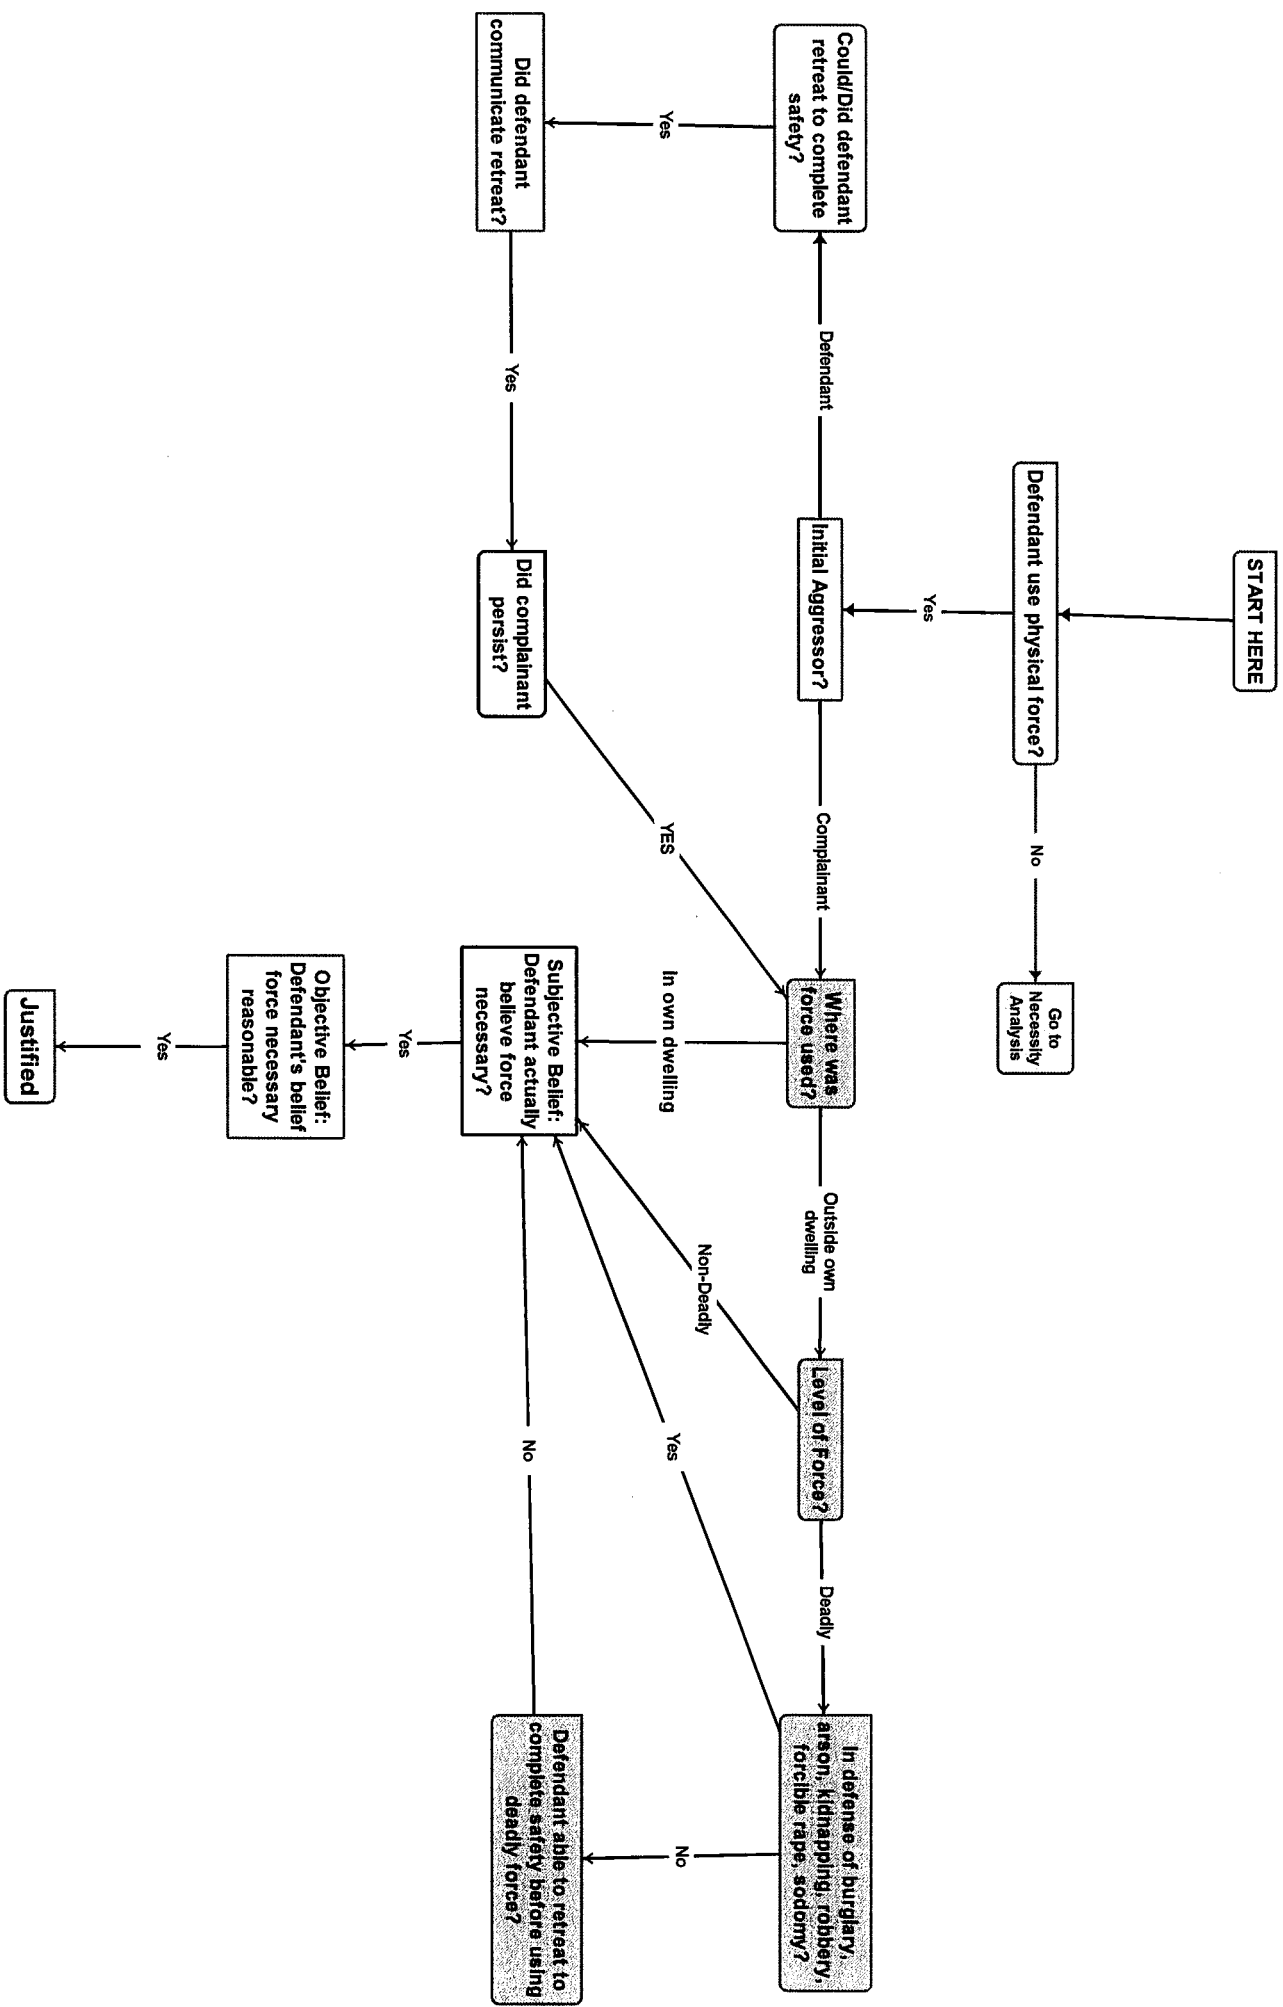 START HERE
Defendant use physical force?
No
Go to
Necessity
Analysis
Yes
Initial Aggressor?
Defendant
Complainant
Could/Did defendant
retreat to complete
safety?
Yes
Did defendant
communicate retreat?
Yes
Did complainant
persist?
YES
Where was
force used?
Outside own
dwelling
Level of Force?
Deadly
In defense of burglary,
arson, kidnapping, robbery,
forcible rape, sodomy?
In own dwelling
Non-Deadly
Yes
No
Defendant able to retreat to
complete safety before using
deadly force?
No
Subjective Belief:
Defendant actually
believe force
necessary?
Yes
Objective Belief:
Defendant's belief
force necessary
reasonable?
Yes
Justified